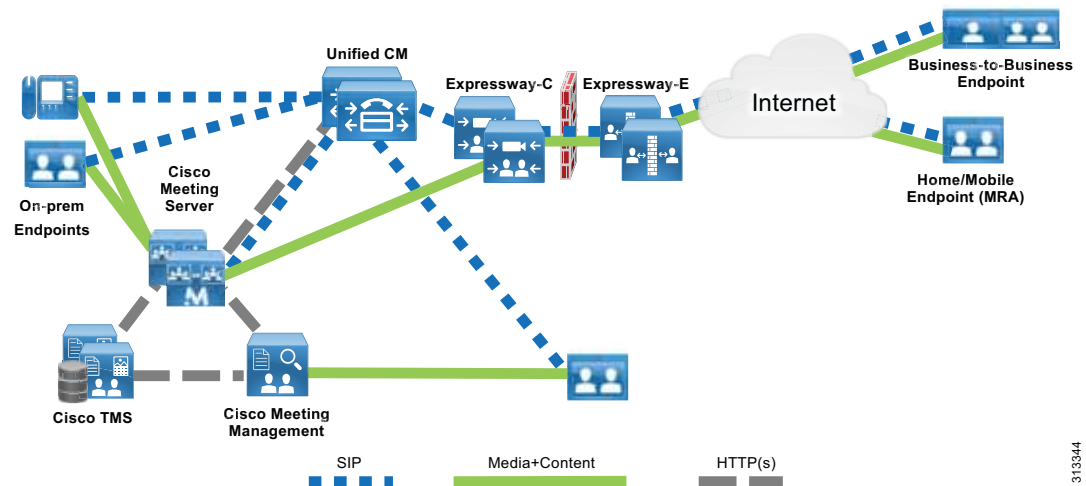 Unified CM
Expressway-C
Expressway-E
Internet
Business-to-Business
Endpoint
Home/Mobile
Endpoint (MRA)
On-prem
Endpoints
Cisco
Meeting
Server
M
Cisco TMS
Cisco Meeting
Management
SIP
Media+Content
HTTP(s)
313344